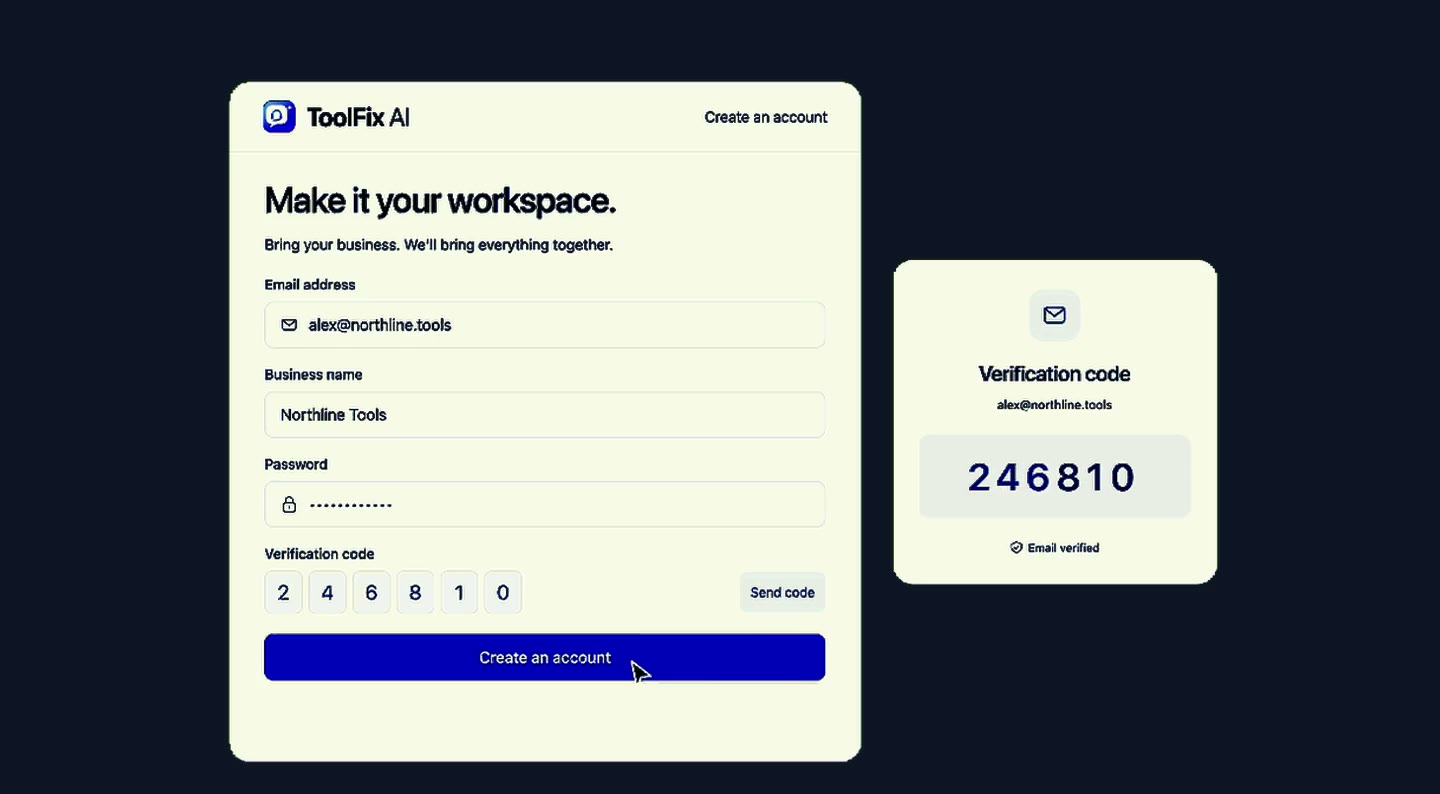 ToolFix AI
Create an account
Make it your workspace.
Bring your business. We'll bring everything together.
Email address
alex@northline.tools
Business name
Northline Tools
Password
••••••••••••
Verification code
2 4 6 8 1 0
Send code
Create an account
Verification code
alex@northline.tools
246810
Email verified